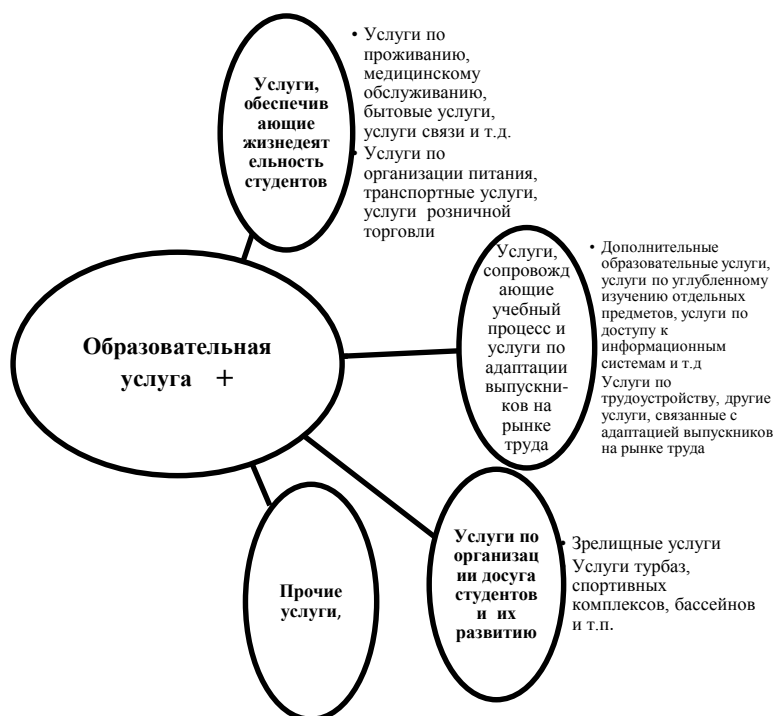 Услуги,
обеспечив
ающие
жизнедеят
ельность
студентов
• Услуги по
проживанию,
медицинскому
обслуживанию,
бытовые услуги,
услуги связи и т.д.
• Услуги по
организации питания,
транспортные услуги,
услуги розничной
торговли
Образовательная
услуга +
Услуги,
сопровожд
ающие
учебный
процесс и
услуги по
адаптации
выпускни-
ков на
рынке
труда
• Дополнительные
образовательные услуги,
услуги по углубленному
изучению отдельных
предметов, услуги по
доступу к
информационным
системам и т.д
Услуги по
трудоустройству, другие
услуги, связанные с
адаптацией выпускников
на рынке труда
Услуги по
организац
ии досуга
студентов
и их
развитию
• Зрелищные услуги
Услуги турбаз,
спортивных
комплексов, бассейнов
и т.п.
Прочие
услуги,